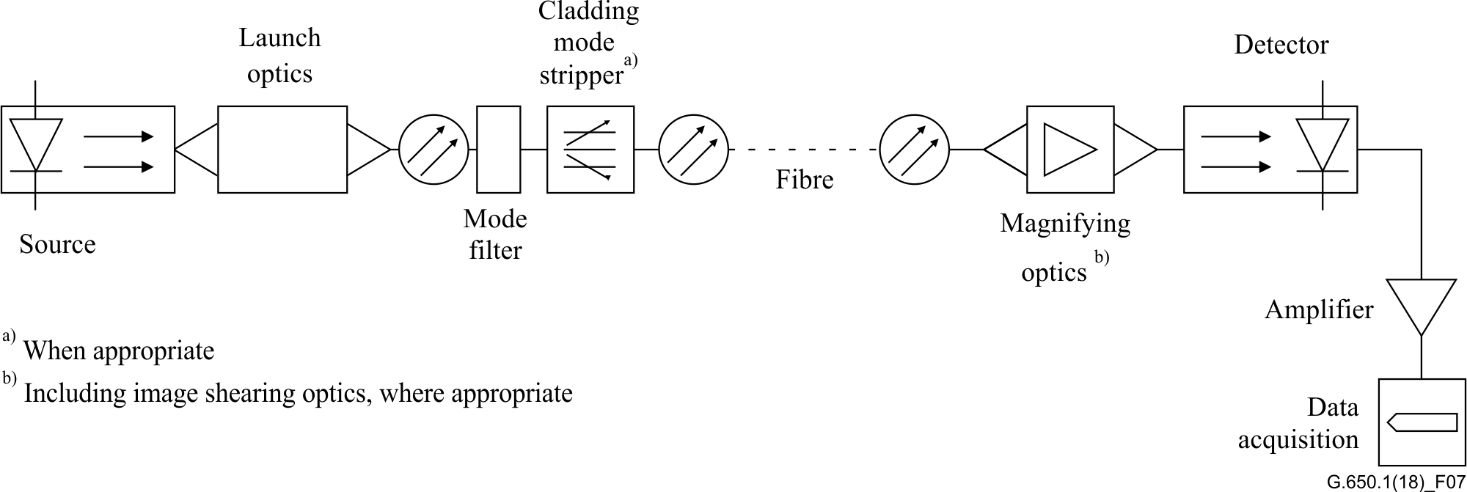 Launch
optics
Cladding
mode
stripper a)
Detector
Source
Mode
filter
Fibre
Magnifying
optics b)
Amplifier
a) When appropriate
b) Including image shearing optics, where appropriate
Data
acquisition
G.650.1(18)_F07